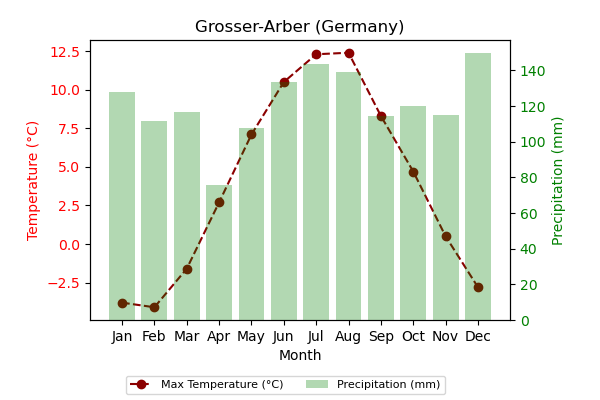 Grosser-Arber (Germany)
12.5
10.0
7.5
5.0
2.5
0.0
−2.5
Temperature (°C)
140
120
100
80
60
40
20
0
Precipitation (mm)
Jan Feb Mar Apr May Jun Jul Aug Sep Oct Nov Dec
Month
Max Temperature (°C) Precipitation (mm)